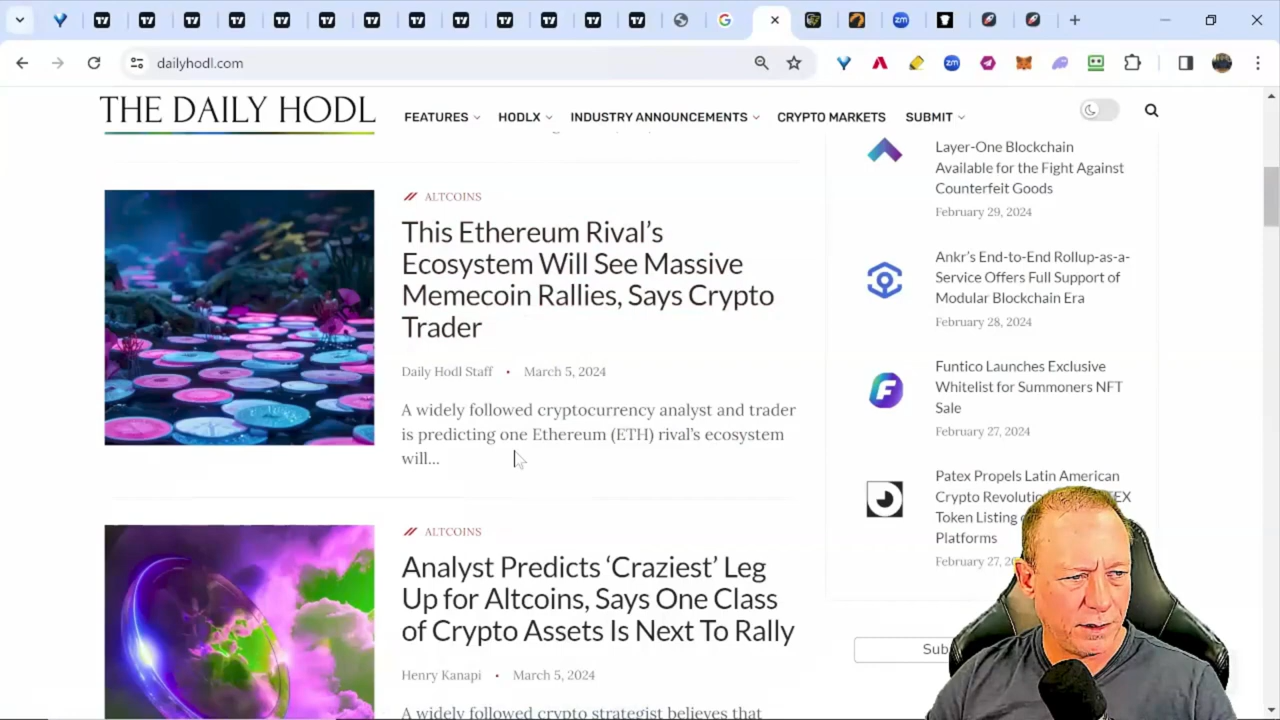 dailyhodl.com
THE DAILY HODL
FEATURES
HODLX
INDUSTRY ANNOUNCEMENTS
CRYPTO MARKETS
SUBMIT
ALTCOINS
This Ethereum Rival's
Ecosystem Will See Massive
Memecoin Rallies, Says Crypto
Trader
Daily Hodl Staff • March 5, 2024
A widely followed cryptocurrency analyst and trader
is predicting one Ethereum (ETH) rival's ecosystem
will...
ALTCOINS
Analyst Predicts 'Craziest' Leg
Up for Altcoins, Says One Class
of Crypto Assets Is Next To Rally
Henry Kanapi • March 5, 2024
A widely followed crypto strategist believes that
Layer-One Blockchain
Available for the Fight Against
Counterfeit Goods
February 29, 2024
Ankr's End-to-End Rollup-as-a-
Service Offers Full Support of
Modular Blockchain Era
February 28, 2024
Funtico Launches Exclusive
Whitelist for Summoners NFT
Sale
February 27, 2024
Patex Propels Latin American
Crypto
Token Listing
Platforms
February 27, 20
Sub